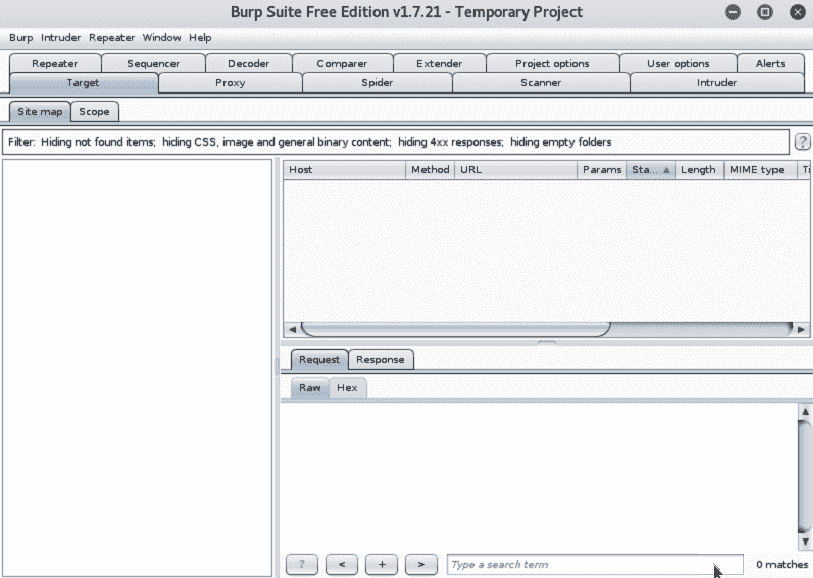 Burp Suite Free Edition v1.7.21 - Temporary Project
Burp Intruder Repeater Window Help
Repeater Sequencer Decoder Comparer Extender Project options User options Alerts
Target Proxy Spider Scanner Intruder
Site map Scope
Filter: Hiding not found items; hiding CSS, image and general binary content; hiding 4xx responses; hiding empty folders ?
Host Method URL Params Sta... ▲ Length MIME type Ti
Request Response
Raw Hex
? < + > Type a search term 0 matches